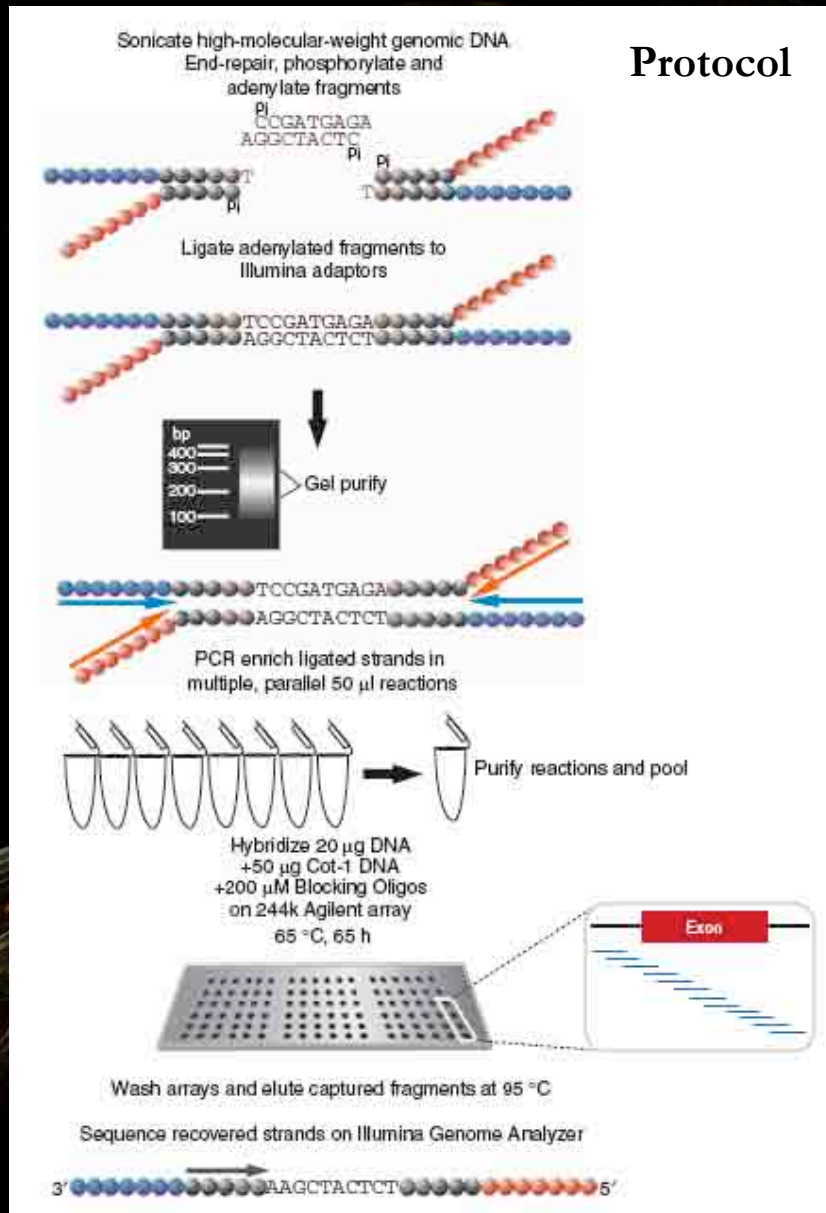 Protocol
Sonicate high-molecular-weight genomic DNA
End-repair, phosphorylate and
adenylate fragments
Pi
CCGATGAGA
AGGCTACTC
Pi
Pi
T
T
Pi
Ligate adenylated fragments to
Illumina adaptors
TCCGATGAGA
AGGCTACTCT
bp
400
300
200
100
Gel purify
TCCGATGAGA
AGGCTACTCT
PCR enrich ligated strands in
multiple, parallel 50 µl reactions
Purify reactions and pool
Hybridize 20 µg DNA
+50 µg Cot-1 DNA
+200 µM Blocking Oligos
on 244k Agilent array
65 °C, 65 h
Exon
Wash arrays and elute captured fragments at 95 °C
Sequence recovered strands on Illumina Genome Analyzer
3′ AAGCTACTCT 5′